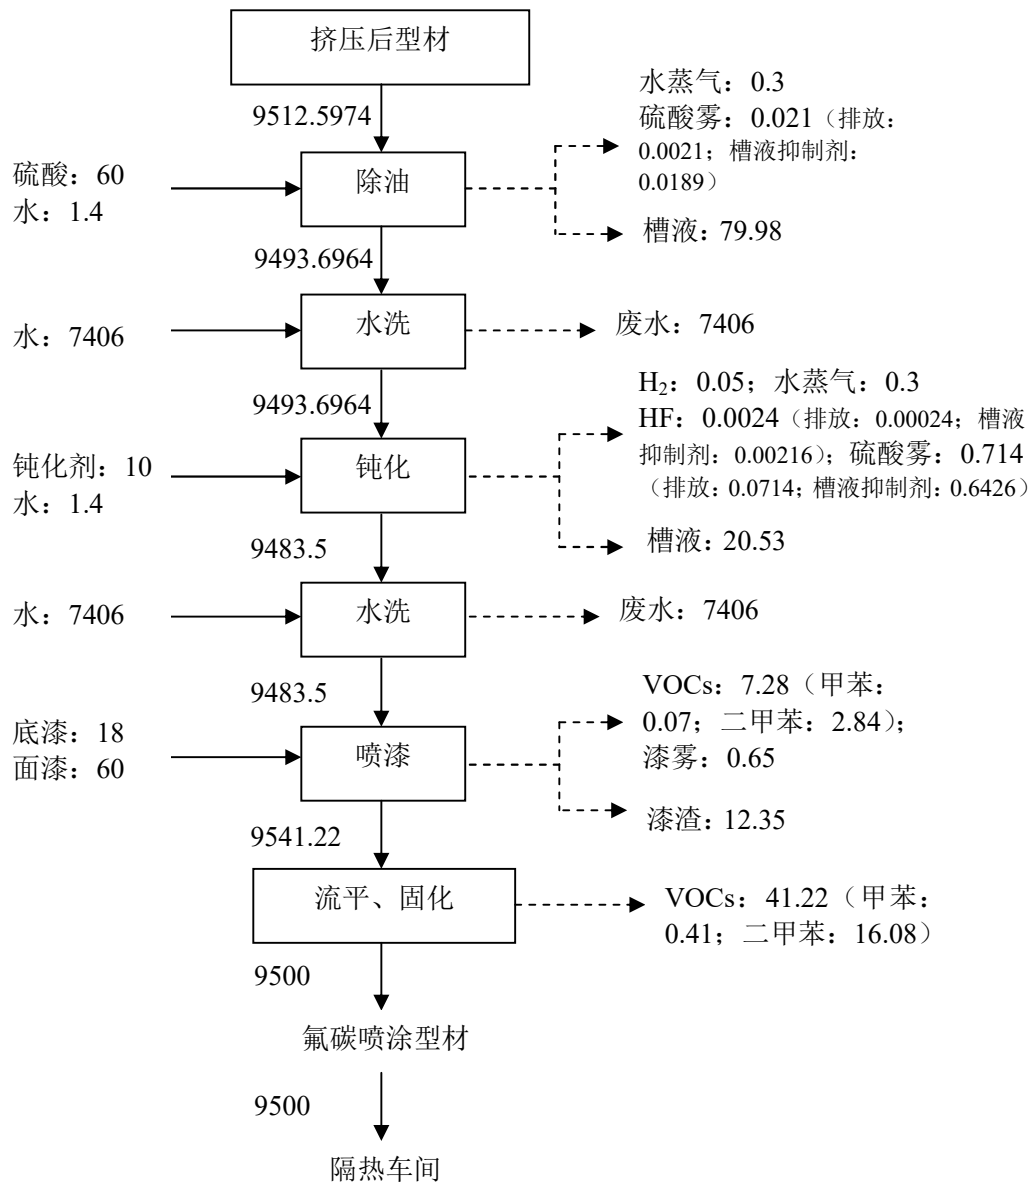 挤压后型材
9512.5974
水蒸气：0.3
硫酸雾：0.021（排放：
0.0021；槽液抑制剂：
0.0189）
硫酸：60
水：1.4
除油
槽液：79.98
9493.6964
水：7406
水洗
废水：7406
9493.6964
H₂：0.05；水蒸气：0.3
HF：0.0024（排放：0.00024；槽液
抑制剂：0.00216）；硫酸雾：0.714
（排放：0.0714；槽液抑制剂：0.6426）
钝化剂：10
水：1.4
钝化
槽液：20.53
9483.5
水：7406
水洗
废水：7406
9483.5
VOCs：7.28（甲苯：
0.07；二甲苯：2.84）；
漆雾：0.65
底漆：18
面漆：60
喷漆
漆渣：12.35
9541.22
流平、固化
VOCs：41.22（甲苯：
0.41；二甲苯：16.08）
9500
氟碳喷涂型材
9500
隔热车间